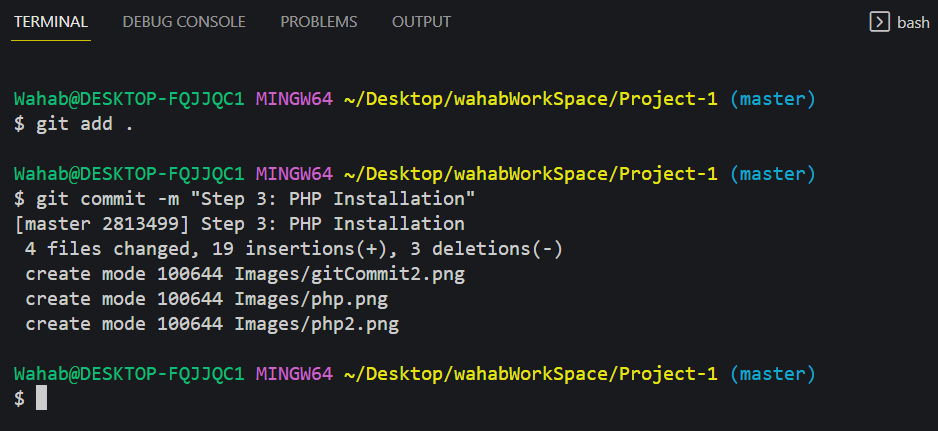 TERMINAL DEBUG CONSOLE PROBLEMS OUTPUT bash
Wahab@DESKTOP-FQJJQC1 MINGW64 ~/Desktop/wahabWorkSpace/Project-1 (master)
$ git add .
Wahab@DESKTOP-FQJJQC1 MINGW64 ~/Desktop/wahabWorkSpace/Project-1 (master)
$ git commit -m "Step 3: PHP Installation"
[master 2813499] Step 3: PHP Installation
 4 files changed, 19 insertions(+), 3 deletions(-)
 create mode 100644 Images/gitCommit2.png
 create mode 100644 Images/php.png
 create mode 100644 Images/php2.png
Wahab@DESKTOP-FQJJQC1 MINGW64 ~/Desktop/wahabWorkSpace/Project-1 (master)
$